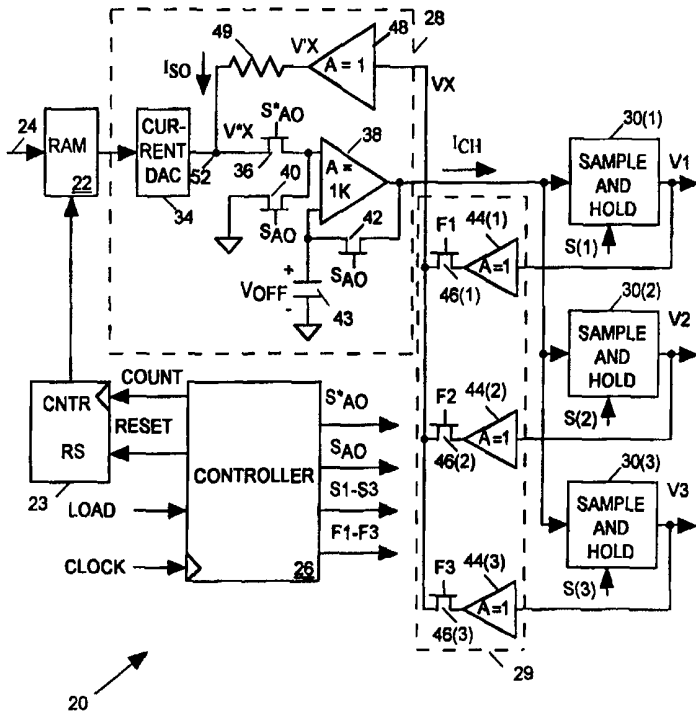 49
V'X
48
28
ISO
A = 1
VX
S*AO
30(1)
24
RAM
22
CUR-
RENT
DAC
34
V*X
52
36
38
40
A =
1K
ICH
SAMPLE
AND
HOLD
V1
SAO
42
SAO
F1
44(1)
A=1
46(1)
S(1)
+
VOFF
-
43
30(2)
V2
SAMPLE
AND
HOLD
F2
44(2)
A=1
46(2)
S(2)
COUNT
CNTR
RESET
RS
23
S*AO
SAO
CONTROLLER
S1-S3
F1-F3
26
LOAD
CLOCK
30(3)
V3
SAMPLE
AND
HOLD
F3
44(3)
A=1
46(3)
S(3)
29
20